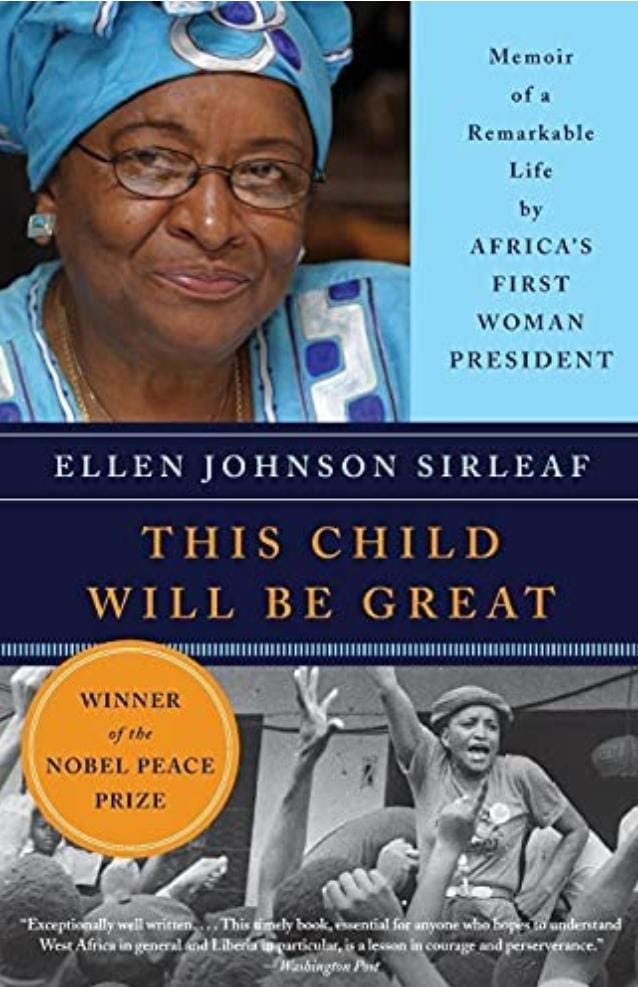 Memoir
of a
Remarkable
Life
by
AFRICA'S
FIRST
WOMAN
PRESIDENT
ELLEN JOHNSON SIRLEAF
THIS CHILD
WILL BE GREAT
WINNER
of the
NOBEL PEACE
PRIZE
"Exceptionally well written. . . . This timely book, essential for anyone who hopes to understand
West Africa in general and Liberia in particular, is a lesson in courage and perseverance."
—Washington Post